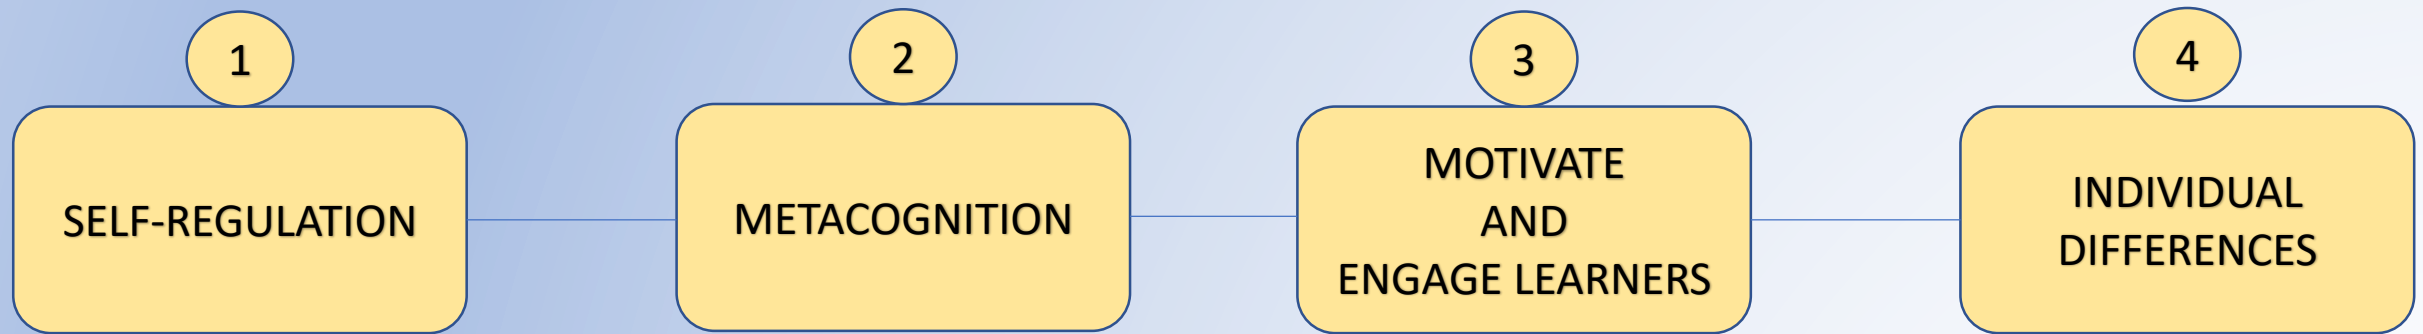 1
SELF-REGULATION
2
METACOGNITION
3
MOTIVATE
AND
ENGAGE LEARNERS
4
INDIVIDUAL
DIFFERENCES